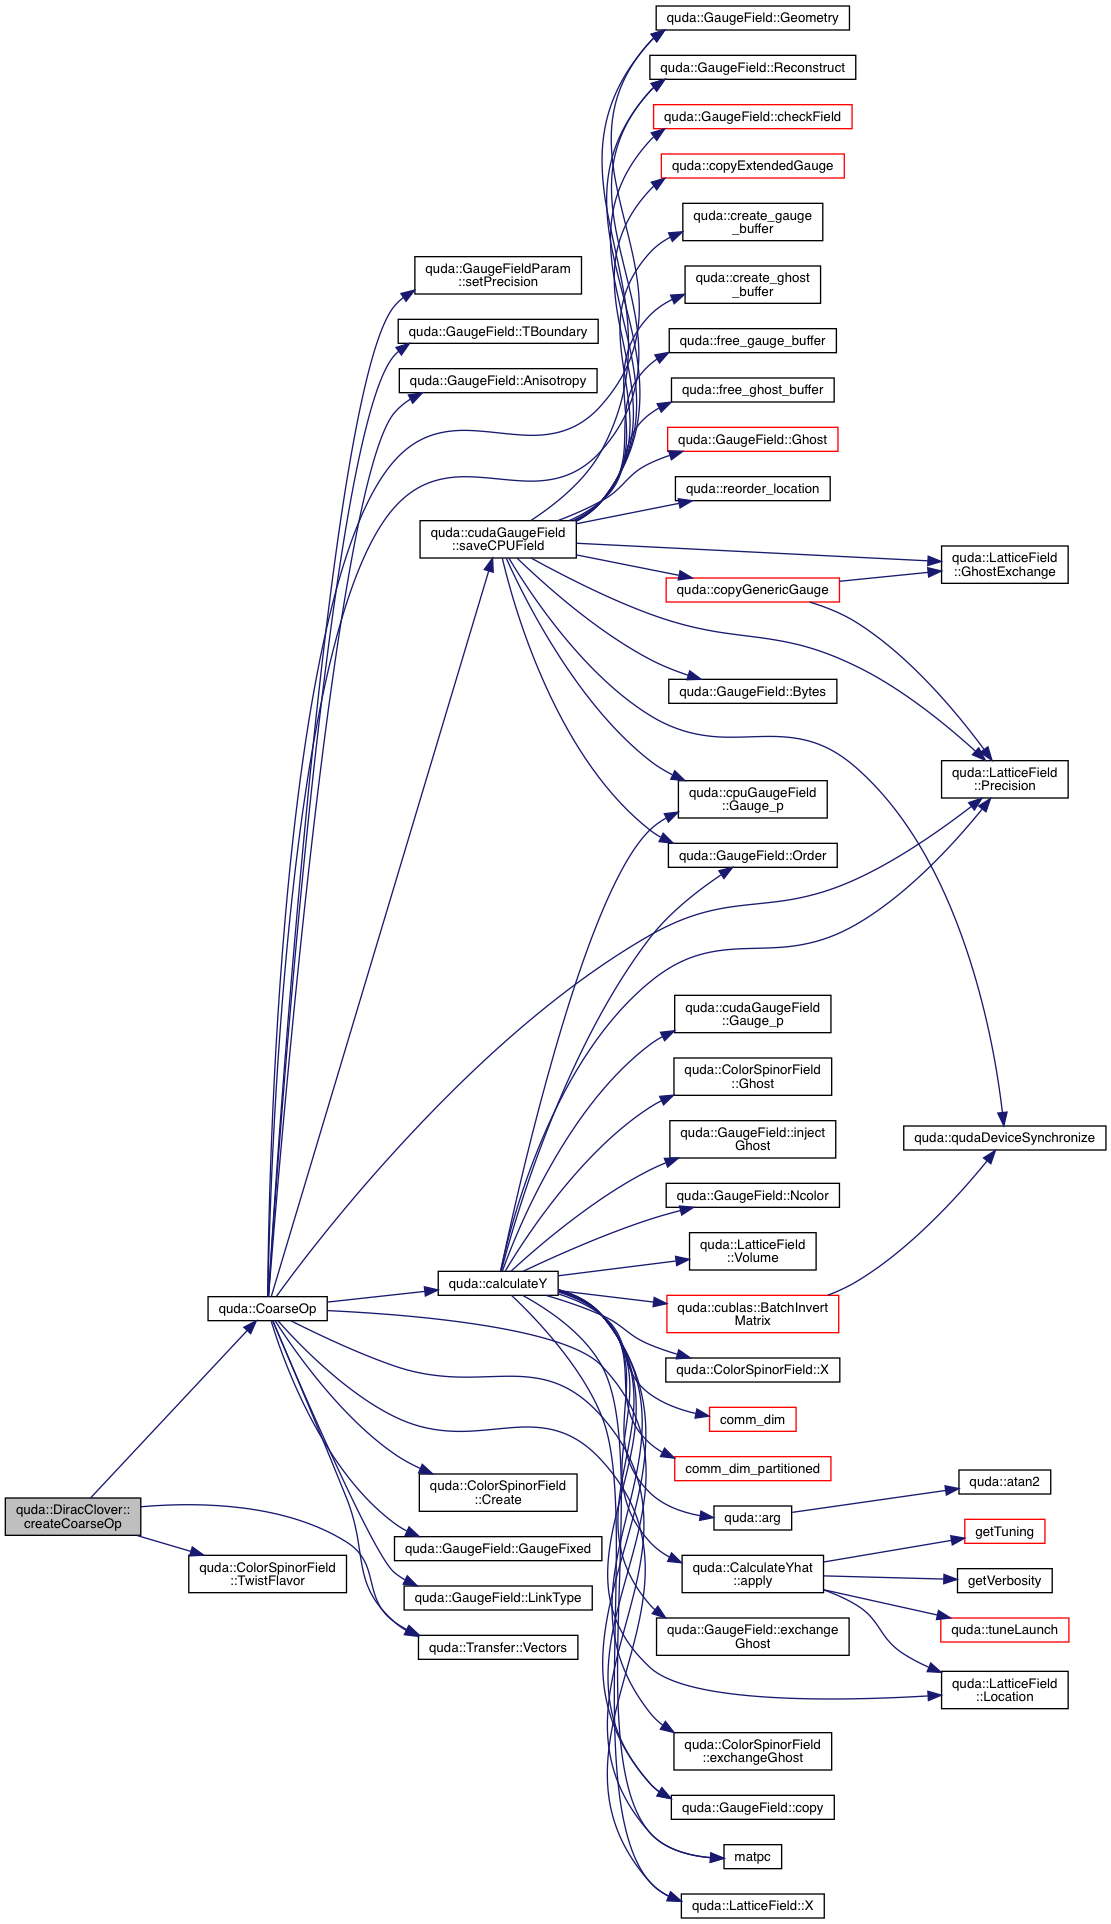 quda::GaugeField::Geometry
quda::GaugeField::Reconstruct
quda::GaugeField::checkField
quda::copyExtendedGauge
quda::create_gauge
_buffer
quda::GaugeFieldParam
::setPrecision
quda::create_ghost
_buffer
quda::GaugeField::TBoundary
quda::free_gauge_buffer
quda::GaugeField::Anisotropy
quda::free_ghost_buffer
quda::GaugeField::Ghost
quda::reorder_location
quda::cudaGaugeField
::saveCPUField
quda::LatticeField
::GhostExchange
quda::copyGenericGauge
quda::GaugeField::Bytes
quda::LatticeField
::Precision
quda::cpuGaugeField
::Gauge_p
quda::GaugeField::Order
quda::cudaGaugeField
::Gauge_p
quda::ColorSpinorField
::Ghost
quda::GaugeField::inject
Ghost
quda::qudaDeviceSynchronize
quda::GaugeField::Ncolor
quda::LatticeField
::Volume
quda::calculateY
quda::CoarseOp
quda::cublas::BatchInvert
Matrix
quda::ColorSpinorField::X
comm_dim
comm_dim_partitioned
quda::ColorSpinorField
::Create
quda::atan2
quda::DiracClover::
createCoarseOp
quda::arg
getTuning
quda::GaugeField::GaugeFixed
quda::ColorSpinorField
::TwistFlavor
quda::CalculateYhat
::apply
getVerbosity
quda::GaugeField::LinkType
quda::tuneLaunch
quda::GaugeField::exchange
Ghost
quda::Transfer::Vectors
quda::LatticeField
::Location
quda::ColorSpinorField
::exchangeGhost
quda::GaugeField::copy
matpc
quda::LatticeField::X